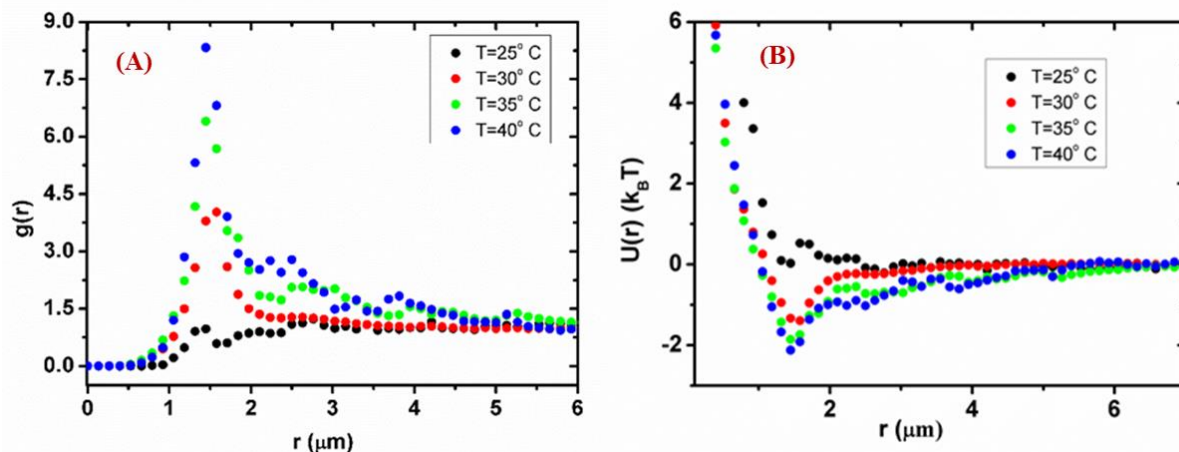 (A)
9.0
7.5
6.0
4.5
3.0
1.5
0.0
g(r)
0 1 2 3 4 5 6
r (μm)
T=25° C
T=30° C
T=35° C
T=40° C
(B)
6
4
2
0
-2
U(r) (k_BT)
2 4 6
r (μm)
T=25° C
T=30° C
T=35° C
T=40° C